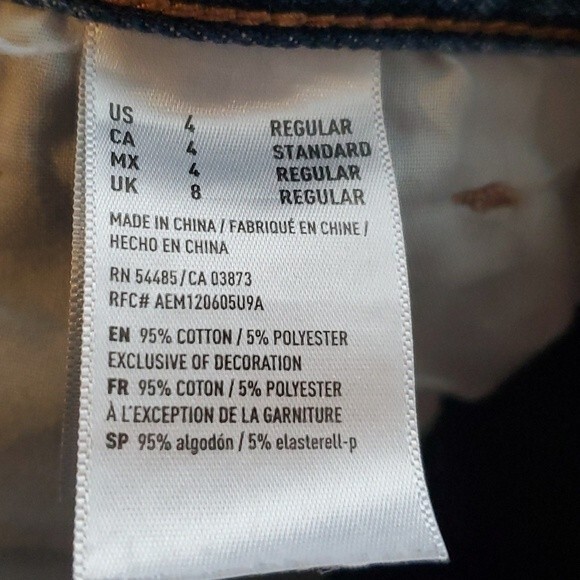 US 4 REGULAR
CA 4 STANDARD
MX 4 REGULAR
UK 8 REGULAR
MADE IN CHINA / FABRIQUÉ EN CHINE /
HECHO EN CHINA
RN 54485 / CA 03873
RFC# AEM120605U9A
EN 95% COTTON / 5% POLYESTER
EXCLUSIVE OF DECORATION
FR 95% COTON / 5% POLYESTER
À L'EXCEPTION DE LA GARNITURE
SP 95% algodón / 5% elasterell-p